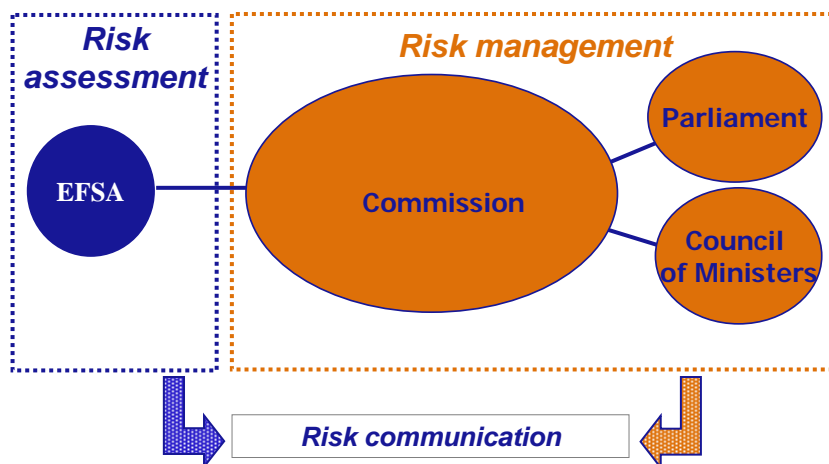 Risk
assessment
Risk management
EFSA
Commission
Parliament
Council
of Ministers
Risk communication